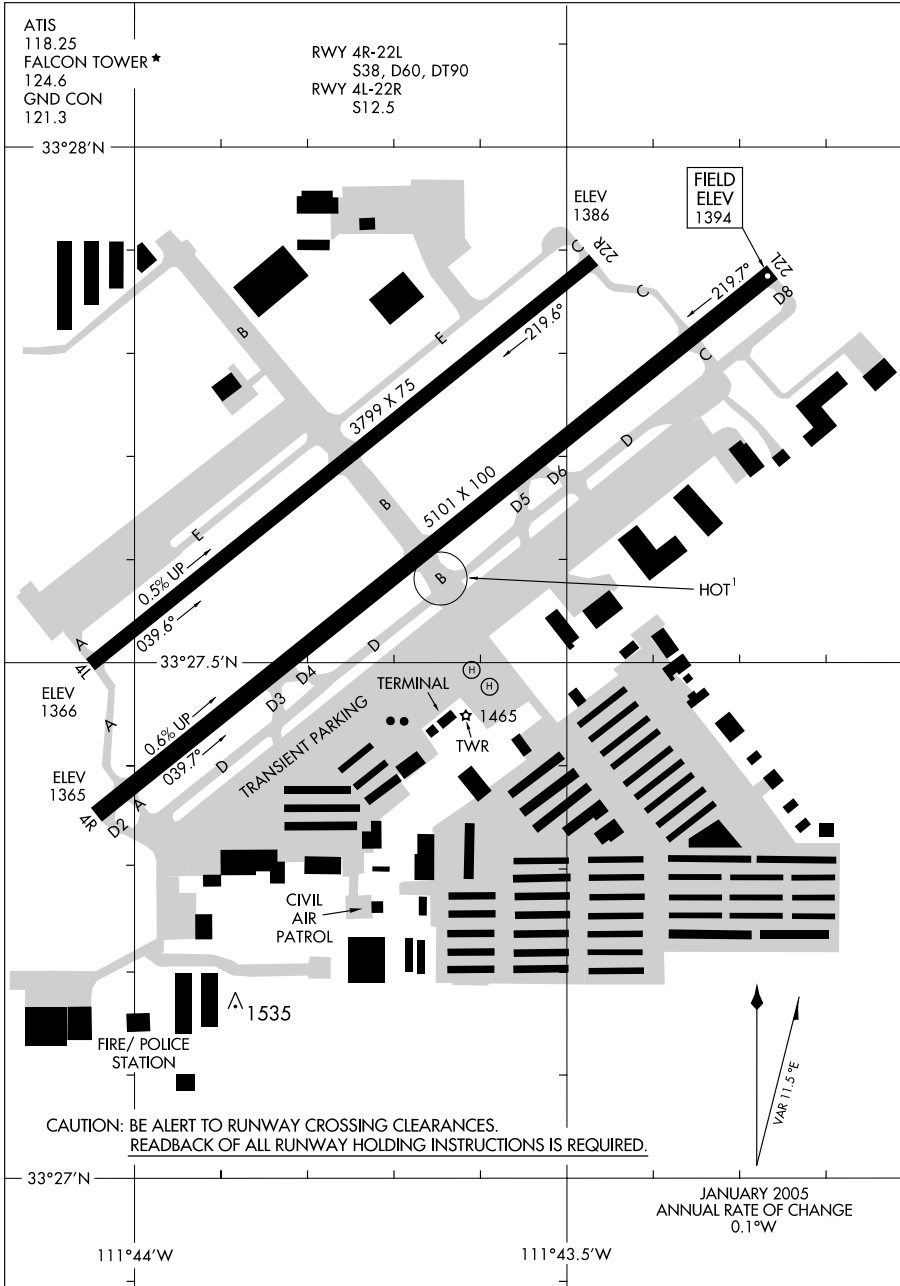 ATIS
118.25
FALCON TOWER ★
124.6
GND CON
121.3
RWY 4R-22L
S38, D60, DT90
RWY 4L-22R
S12.5
33°28'N
ELEV
1386
FIELD
ELEV
1394
22R
22L
C
C
D8
219.7°
219.6°
B
E
C
3799 X 75
5101 X 100
D
D6
D5
B
E
B
HOT¹
0.5% UP
039.6°
A
4L
33°27.5'N
D
D4
D3
H
H
ELEV
1366
TERMINAL
1465
TWR
A
0.6% UP
039.7°
D
TRANSIENT PARKING
ELEV
1365
A
4R
D2
CIVIL
AIR
PATROL
1535
FIRE/ POLICE
STATION
VAR 11.5 °E
CAUTION: BE ALERT TO RUNWAY CROSSING CLEARANCES.
READBACK OF ALL RUNWAY HOLDING INSTRUCTIONS IS REQUIRED.
33°27'N
JANUARY 2005
ANNUAL RATE OF CHANGE
0.1°W
111°44'W
111°43.5'W